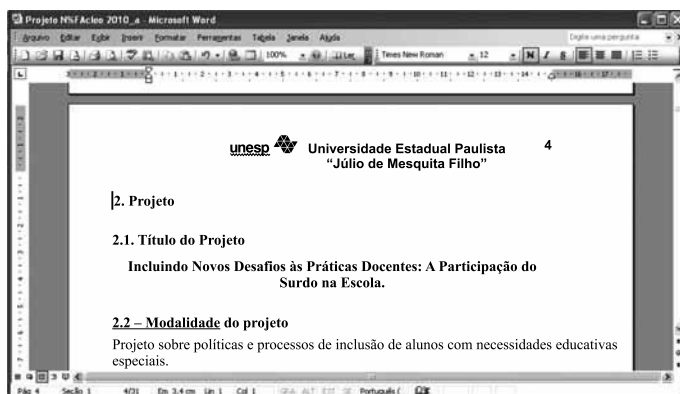 Projeto N%FAcleo 2010_a - Microsoft Word
Arquivo Editar Exibir Inserir Formatar Ferramentas Tabela Janela Ajuda Digite uma pergunta
100% Ler Times New Roman 12 N I S
unesp Universidade Estadual Paulista 4
“Júlio de Mesquita Filho”
2. Projeto
2.1. Título do Projeto
Incluindo Novos Desafios às Práticas Docentes: A Participação do
Surdo na Escola.
2.2 – Modalidade do projeto
Projeto sobre políticas e processos de inclusão de alunos com necessidades educativas
especiais.
Pág 4 Seção 1 4/31 Em 3,4 cm Lin 1 Col 1 GRA ALT EST SE Português (